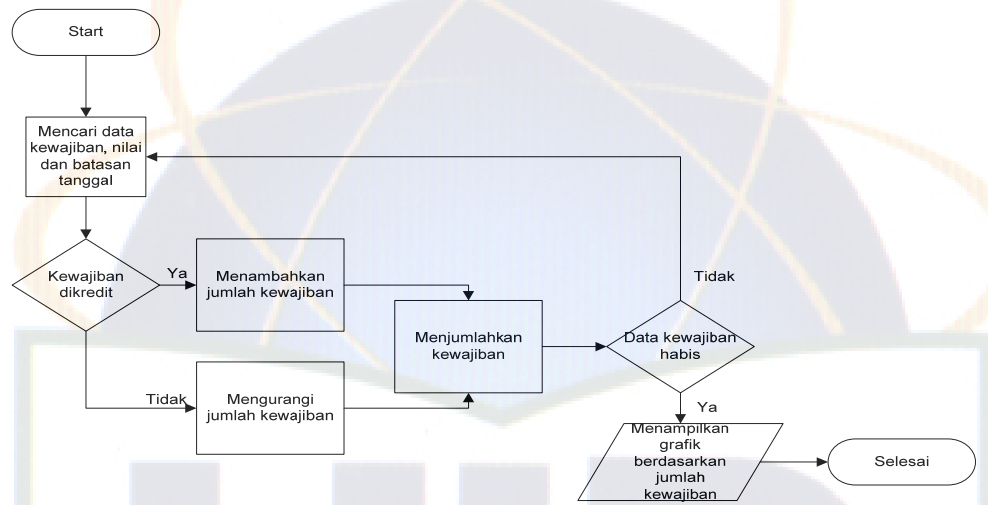 Start
Mencari data
kewajiban, nilai
dan batasan
tanggal
Kewajiban
dikredit
Ya
Menambahkan
jumlah kewajiban
Tidak
Mengurangi
jumlah kewajiban
Menjumlahkan
kewajiban
Tidak
Data kewajiban
habis
Ya
Menampilkan
grafik
berdasarkan
jumlah
kewajiban
Selesai